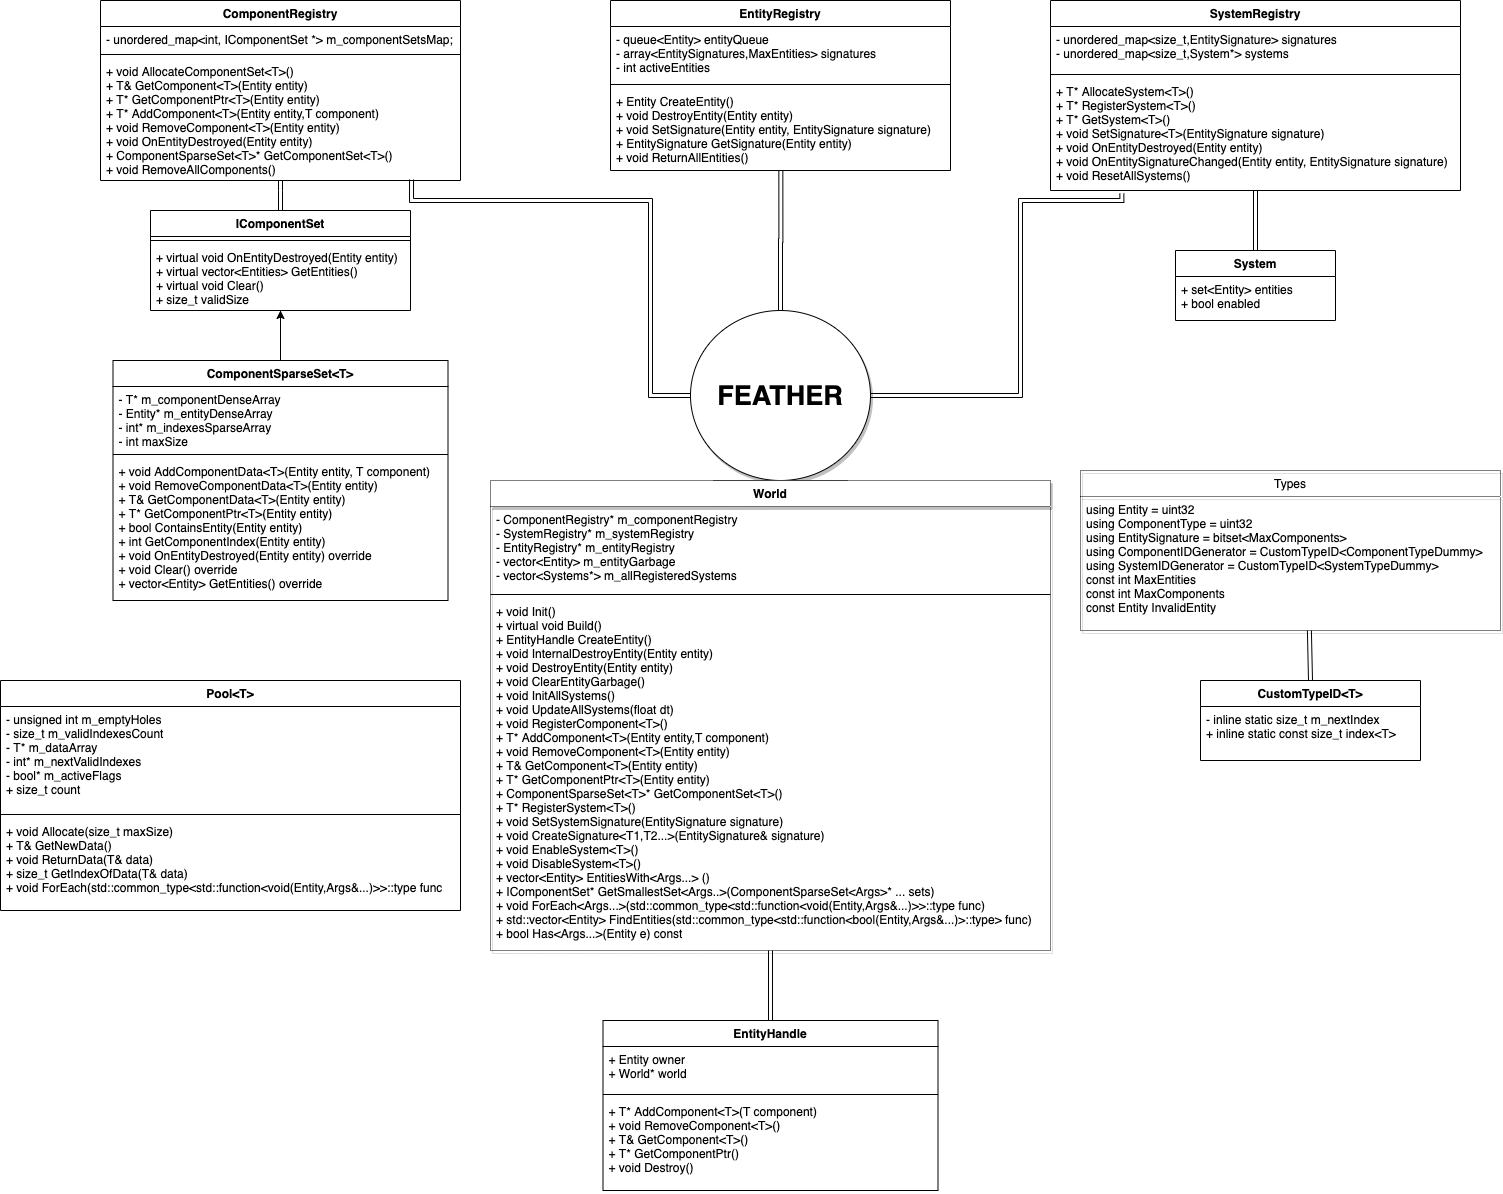 ComponentRegistry
- unordered_map<int, IComponentSet *> m_componentSetsMap;
+ void AllocateComponentSet<T>()
+ T& GetComponent<T>(Entity entity)
+ T* GetComponentPtr<T>(Entity entity)
+ T* AddComponent<T>(Entity entity,T component)
+ void RemoveComponent<T>(Entity entity)
+ void OnEntityDestroyed(Entity entity)
+ ComponentSparseSet<T>* GetComponentSet<T>()
+ void RemoveAllComponents()
EntityRegistry
- queue<Entity> entityQueue
- array<EntitySignatures,MaxEntities> signatures
- int activeEntities
+ Entity CreateEntity()
+ void DestroyEntity(Entity entity)
+ void SetSignature(Entity entity, EntitySignature signature)
+ EntitySignature GetSignature(Entity entity)
+ void ReturnAllEntities()
SystemRegistry
- unordered_map<size_t,EntitySignature> signatures
- unordered_map<size_t,System*> systems
+ T* AllocateSystem<T>()
+ T* RegisterSystem<T>()
+ T* GetSystem<T>()
+ void SetSignature<T>(EntitySignature signature)
+ void OnEntityDestroyed(Entity entity)
+ void OnEntitySignatureChanged(Entity entity, EntitySignature signature)
+ void ResetAllSystems()
IComponentSet
+ virtual void OnEntityDestroyed(Entity entity)
+ virtual vector<Entities> GetEntities()
+ virtual void Clear()
+ size_t validSize
System
+ set<Entity> entities
+ bool enabled
ComponentSparseSet<T>
- T* m_componentDenseArray
- Entity* m_entityDenseArray
- int* m_indexesSparseArray
- int maxSize
+ void AddComponentData<T>(Entity entity, T component)
+ void RemoveComponentData<T>(Entity entity)
+ T& GetComponentData<T>(Entity entity)
+ T* GetComponentPtr<T>(Entity entity)
+ bool ContainsEntity(Entity entity)
+ int GetComponentIndex(Entity entity)
+ void OnEntityDestroyed(Entity entity) override
+ void Clear() override
+ vector<Entity> GetEntities() override
FEATHER
World
- ComponentRegistry* m_componentRegistry
- SystemRegistry* m_systemRegistry
- EntityRegistry* m_entityRegistry
- vector<Entity> m_entityGarbage
- vector<Systems*> m_allRegisteredSystems
+ void Init()
+ virtual void Build()
+ EntityHandle CreateEntity()
+ void InternalDestroyEntity(Entity entity)
+ void DestroyEntity(Entity entity)
+ void ClearEntityGarbage()
+ void InitAllSystems()
+ void UpdateAllSystems(float dt)
+ void RegisterComponent<T>()
+ T* AddComponent<T>(Entity entity,T component)
+ void RemoveComponent<T>(Entity entity)
+ T& GetComponent<T>(Entity entity)
+ T* GetComponentPtr<T>(Entity entity)
+ ComponentSparseSet<T>* GetComponentSet<T>()
+ T* RegisterSystem<T>()
+ void SetSystemSignature(EntitySignature signature)
+ void CreateSignature<T1,T2...>(EntitySignature& signature)
+ void EnableSystem<T>()
+ void DisableSystem<T>()
+ vector<Entity> EntitiesWith<Args...> ()
+ IComponentSet* GetSmallestSet<Args..>(ComponentSparseSet<Args>* ... sets)
+ void ForEach<Args...>(std::common_type<std::function<void(Entity,Args&...)>>::type func)
+ std::vector<Entity> FindEntities(std::common_type<std::function<bool(Entity,Args&...)>::type> func)
+ bool Has<Args...>(Entity e) const
Types
using Entity = uint32
using ComponentType = uint32
using EntitySignature = bitset<MaxComponents>
using ComponentIDGenerator = CustomTypeID<ComponentTypeDummy>
using SystemIDGenerator = CustomTypeID<SystemTypeDummy>
const int MaxEntities
const int MaxComponents
const Entity InvalidEntity
CustomTypeID<T>
- inline static size_t m_nextIndex
+ inline static const size_t index<T>
Pool<T>
- unsigned int m_emptyHoles
- size_t m_validIndexesCount
- T* m_dataArray
- int* m_nextValidIndexes
- bool* m_activeFlags
+ size_t count
+ void Allocate(size_t maxSize)
+ T& GetNewData()
+ void ReturnData(T& data)
+ size_t GetIndexOfData(T& data)
+ void ForEach(std::common_type<std::function<void(Entity,Args&...)>>::type func
EntityHandle
+ Entity owner
+ World* world
+ T* AddComponent<T>(T component)
+ void RemoveComponent<T>()
+ T& GetComponent<T>()
+ T* GetComponentPtr()
+ void Destroy()